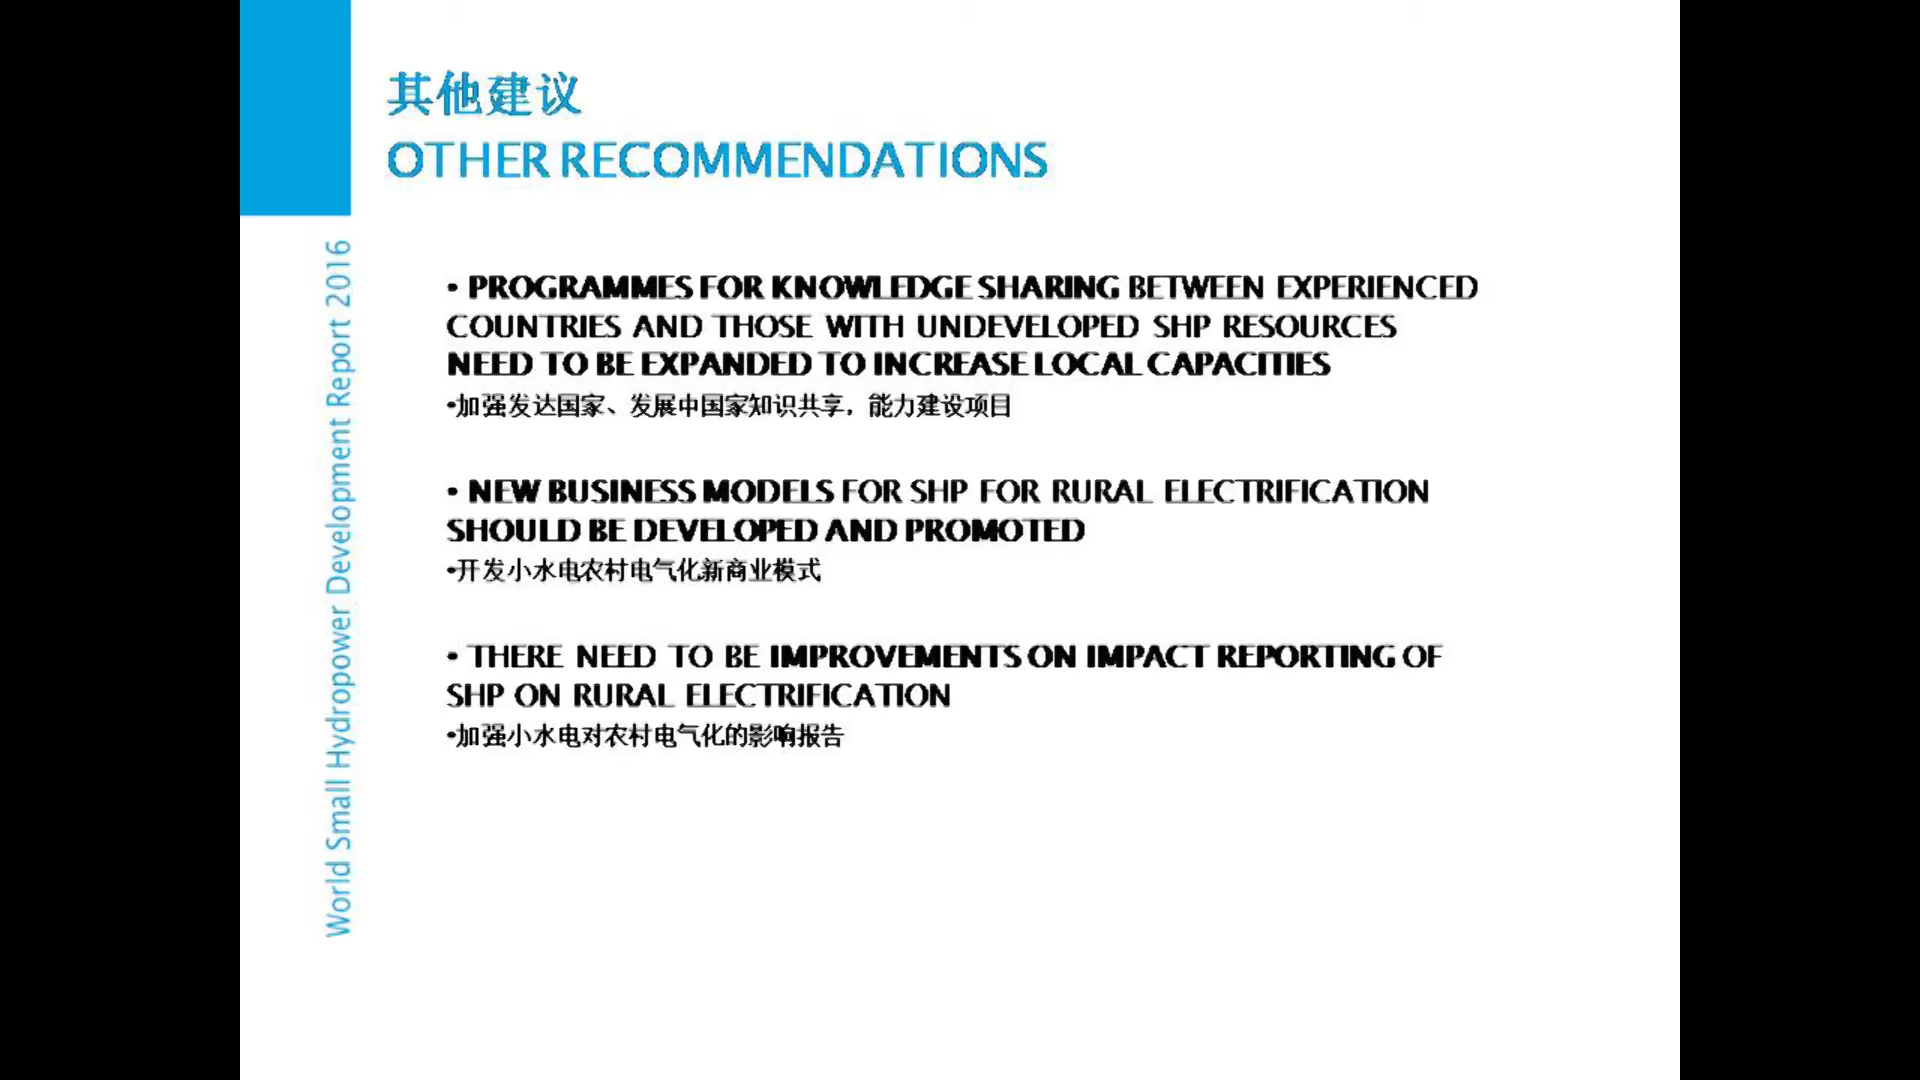 其他建议
OTHER RECOMMENDATIONS
World Small Hydropower Development Report 2016
• PROGRAMMES FOR KNOWLEDGE SHARING BETWEEN EXPERIENCED
COUNTRIES AND THOSE WITH UNDEVELOPED SHP RESOURCES
NEED TO BE EXPANDED TO INCREASE LOCAL CAPACITIES
•加强发达国家、发展中国家知识共享，能力建设项目
• NEW BUSINESS MODELS FOR SHP FOR RURAL ELECTRIFICATION
SHOULD BE DEVELOPED AND PROMOTED
•开发小水电农村电气化新商业模式
• THERE NEED TO BE IMPROVEMENTS ON IMPACT REPORTING OF
SHP ON RURAL ELECTRIFICATION
•加强小水电对农村电气化的影响报告